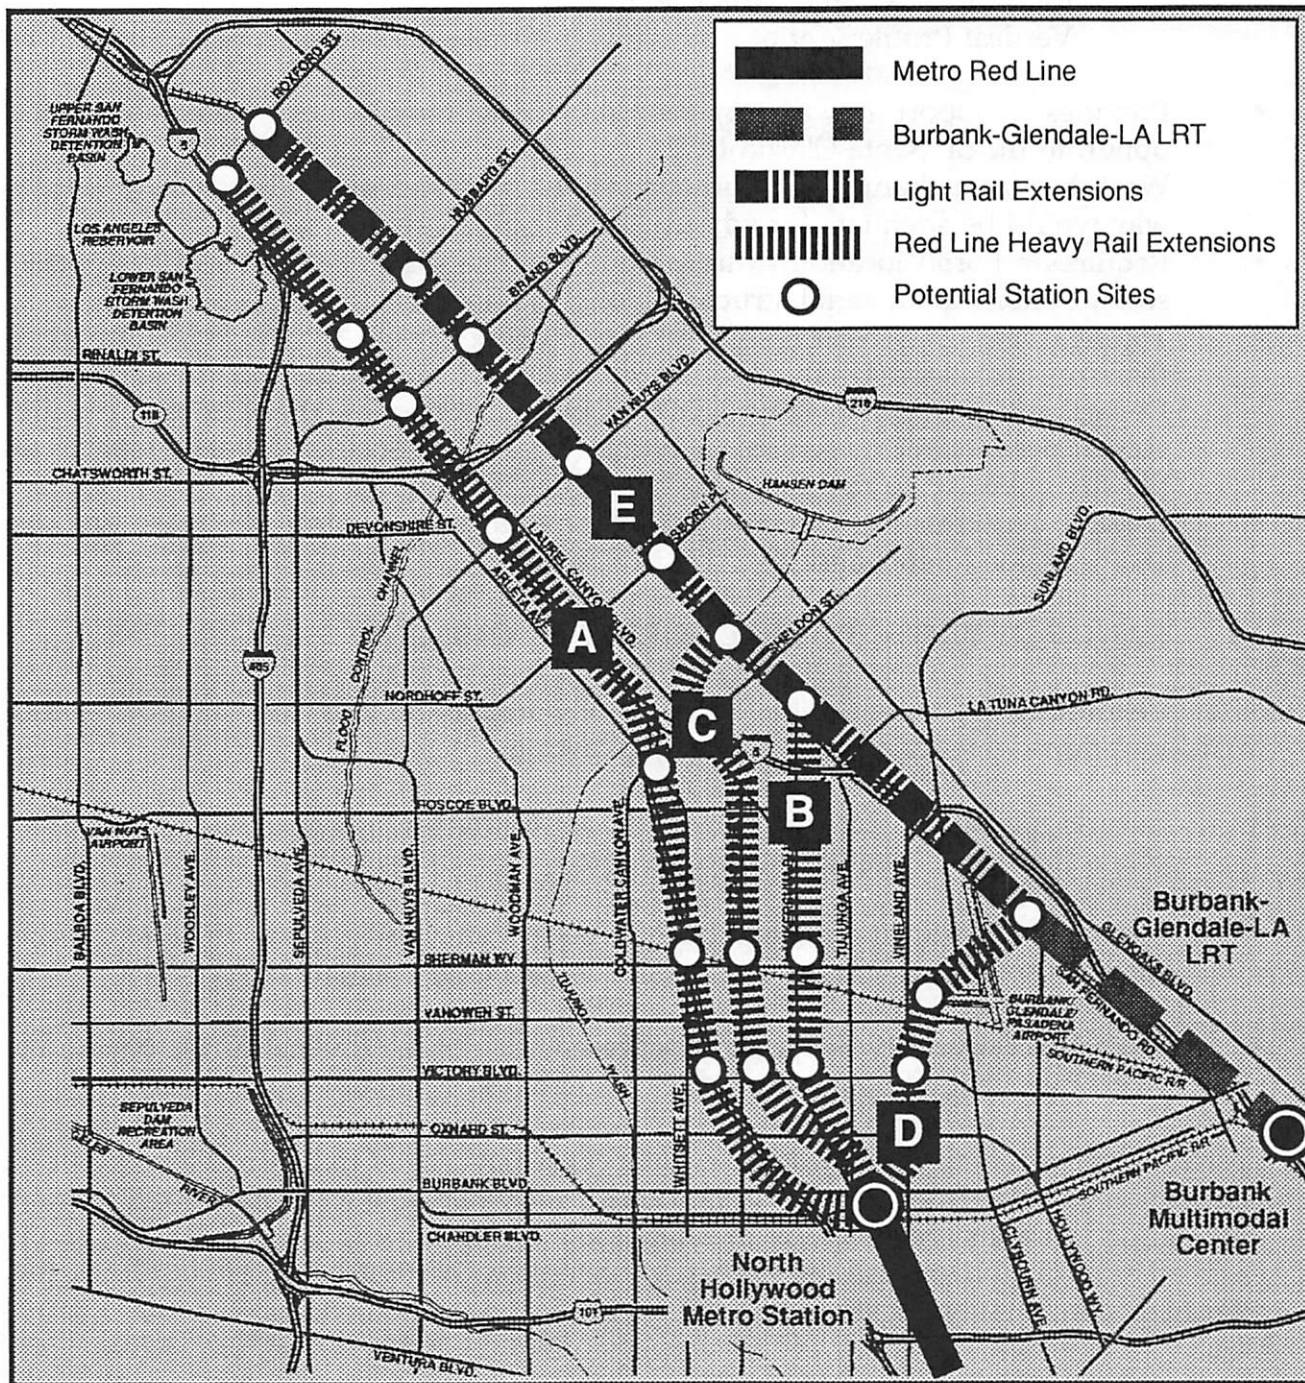 Metro Red Line
Burbank-Glendale-LA LRT
Light Rail Extensions
Red Line Heavy Rail Extensions
Potential Station Sites
ROXFORD ST.
UPPER SAN
FERNANDO
STORM WASH
DETENTION
BASIN
5
HUBBARD ST.
LOS ANGELES
RESERVOIR
BRAND BLVD.
LOWER SAN
FERNANDO
STORM WASH
DETENTION
BASIN
RINALDI ST.
VAN NUYS BLVD.
118
210
CHATSWORTH ST.
HANSEN DAM
E
DEVONSHIRE ST.
OSBORN PL.
LAUREL CANYON BLVD.
ARLETA AVE.
SUNLAND BLVD.
CHANNEL
CONTROL
FLOOD
A
SHELDON ST.
405
NORDHOFF ST.
LA TUNA CANYON RD.
C
5
B
ROSCOE BLVD.
VAN NUYS
AIRPORT
BALBOA BLVD.
WOODLEY AVE.
SEPULVEDA AVE.
VAN NUYS BLVD.
WOODMAN AVE.
COLDWATER CANYON AVE.
TUJUNGA AVE.
VINELAND AVE.
Burbank-
Glendale-LA
LRT
GLENOAKS BLVD.
SHERMAN WY.
SAN FERNANDO RD.
TUJUNGA
WASH
VANOWEN ST.
BURBANK/
GLENDALE/
PASADENA
AIRPORT
SOUTHERN PACIFIC R/R
VICTORY BLVD.
SEPULVEDA
DAM
RECREATION
AREA
WHITSETT AVE.
OXNARD ST.
D
RIVER
BURBANK BLVD.
SOUTHERN PACIFIC R/R
CHANDLER BLVD.
Burbank
Multimodal
Center
North
Hollywood
Metro Station
CLYBOURN AVE.
HOLLYWOOD WY.
101
VENTURA BLVD.